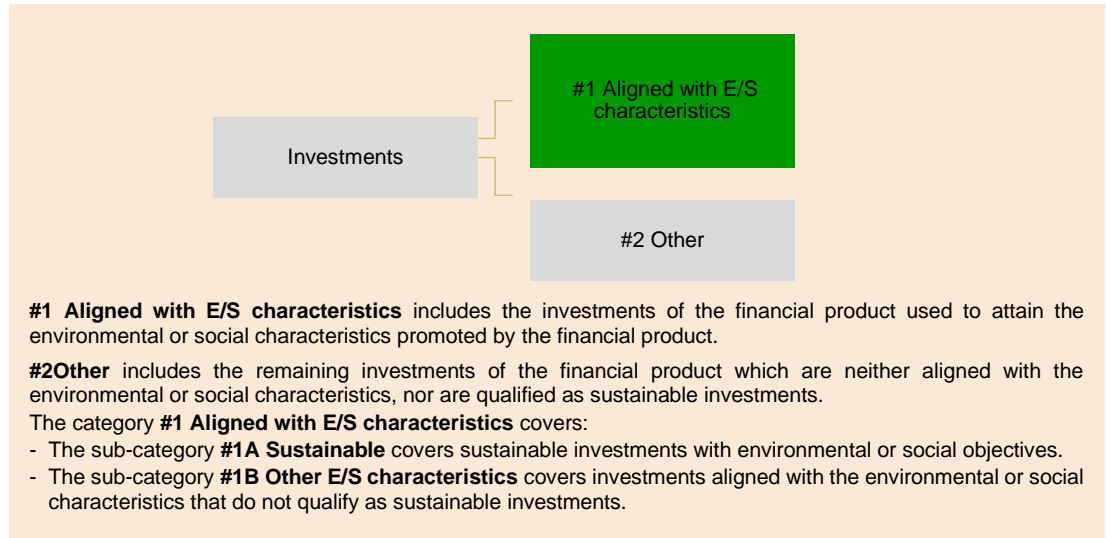 #1 Aligned with E/S
characteristics
Investments
#2 Other
#1 Aligned with E/S characteristics includes the investments of the financial product used to attain the
environmental or social characteristics promoted by the financial product.
#2Other includes the remaining investments of the financial product which are neither aligned with the
environmental or social characteristics, nor are qualified as sustainable investments.
The category #1 Aligned with E/S characteristics covers:
- The sub-category #1A Sustainable covers sustainable investments with environmental or social objectives.
- The sub-category #1B Other E/S characteristics covers investments aligned with the environmental or social
characteristics that do not qualify as sustainable investments.